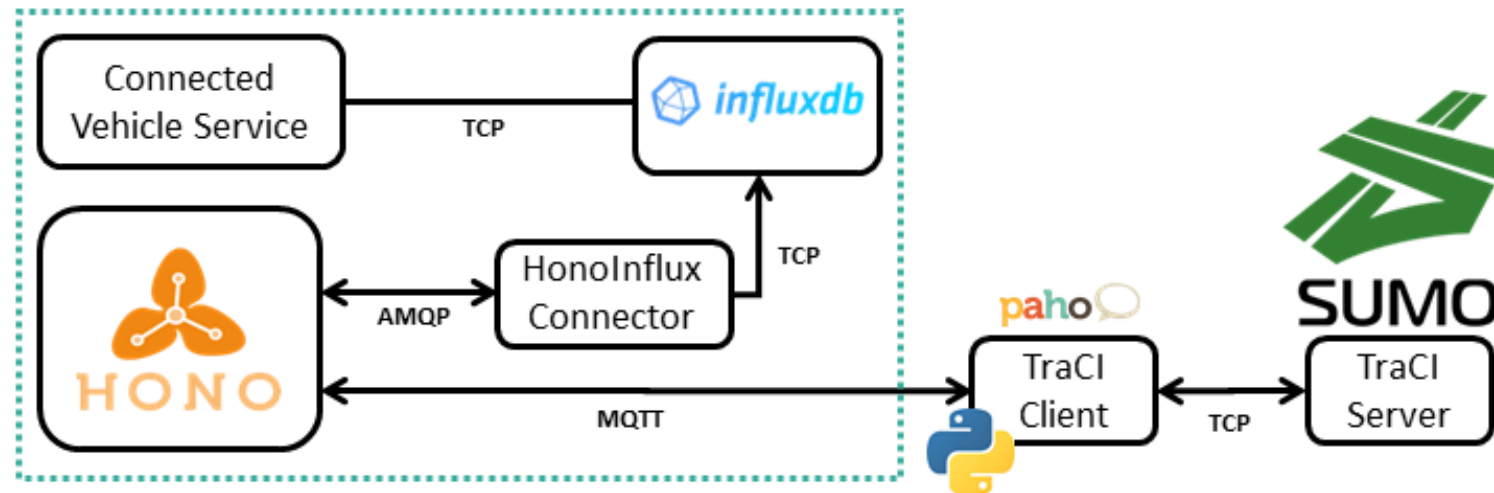 Connected
Vehicle Service
TCP
influxdb
HONO
AMQP
HonoInflux
Connector
TCP
MQTT
paho
TraCI
Client
TCP
SUMO
TraCI
Server